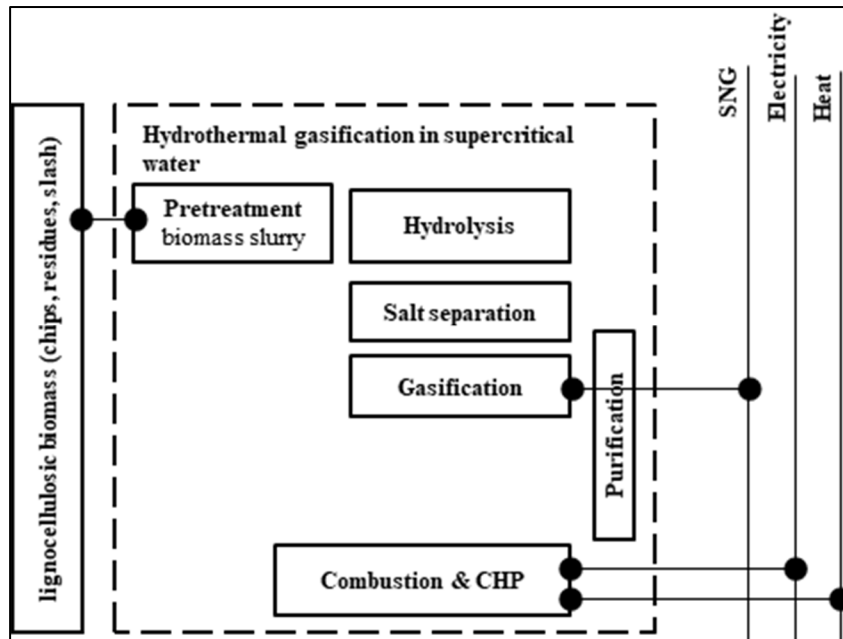 lignocellulosic biomass (chips, residues, slash)
Hydrothermal gasification in supercritical
water
Pretreatment
biomass slurry
Hydrolysis
Salt separation
Gasification
Purification
Combustion & CHP
SNG
Electricity
Heat